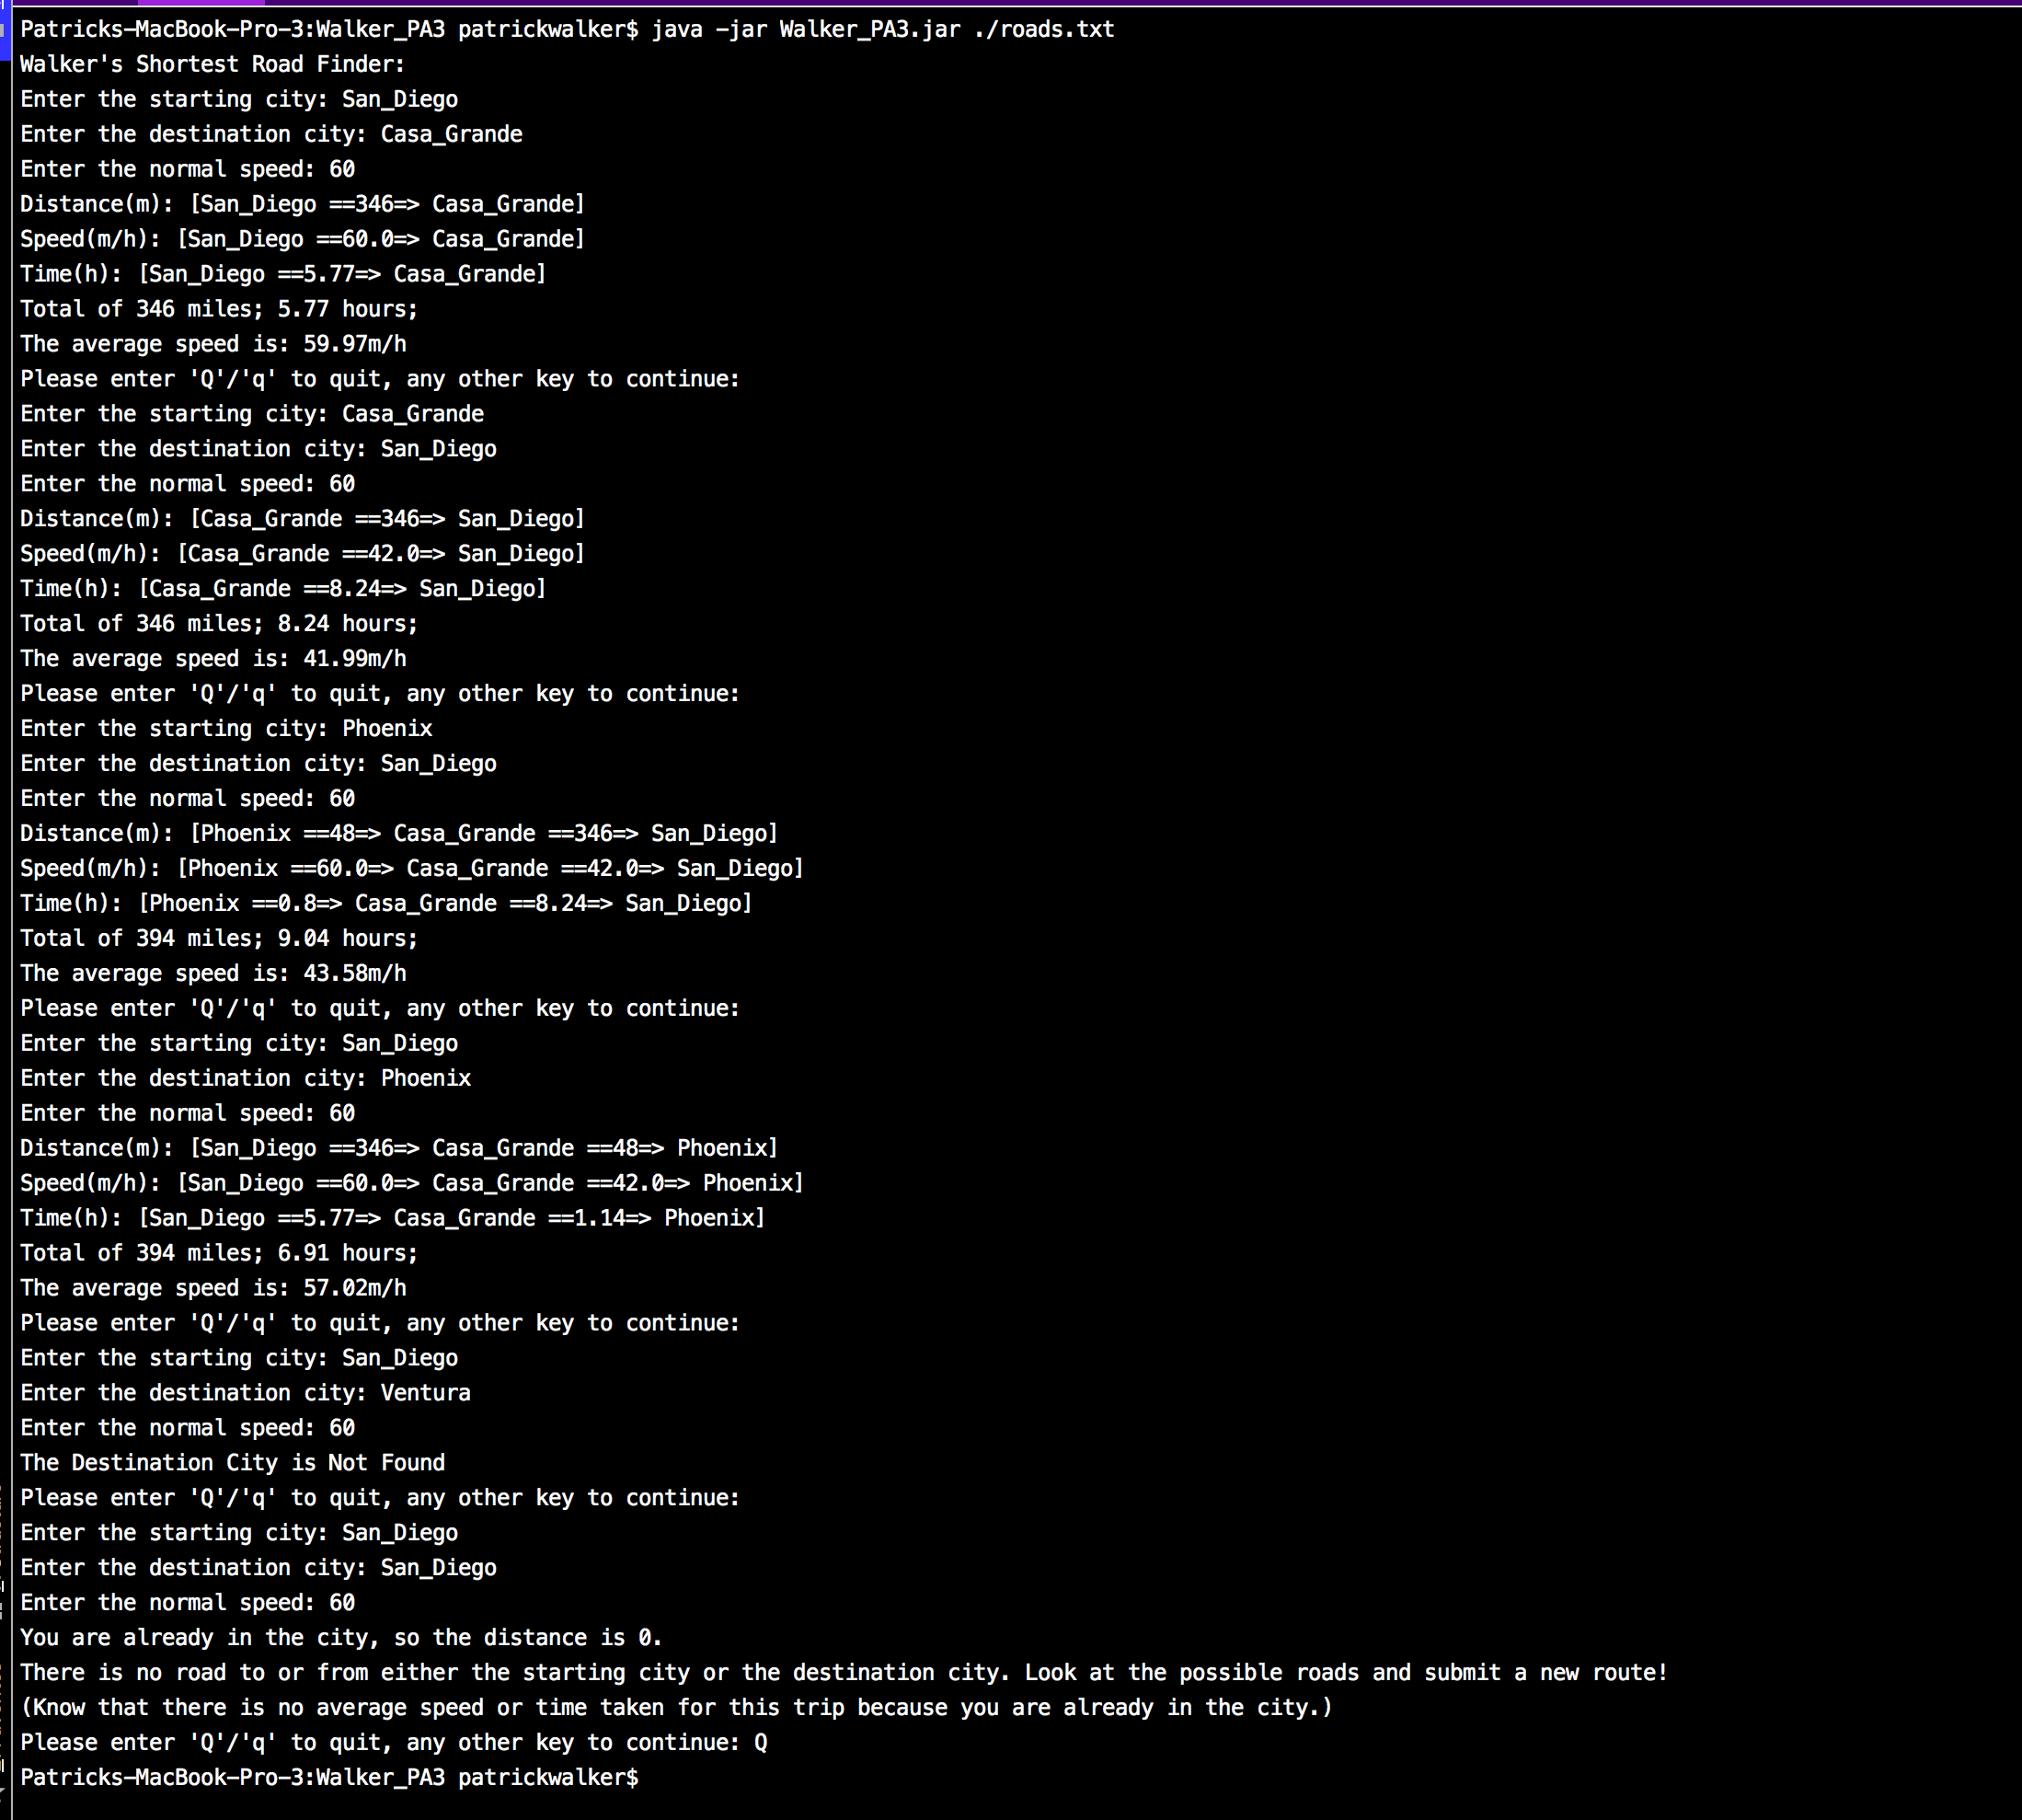 Patricks-MacBook-Pro-3:Walker_PA3 patrickwalker$ java -jar Walker_PA3.jar ./roads.txt
Walker's Shortest Road Finder:
Enter the starting city: San_Diego
Enter the destination city: Casa_Grande
Enter the normal speed: 60
Distance(m): [San_Diego ==346=> Casa_Grande]
Speed(m/h): [San_Diego ==60.0=> Casa_Grande]
Time(h): [San_Diego ==5.77=> Casa_Grande]
Total of 346 miles; 5.77 hours;
The average speed is: 59.97m/h
Please enter 'Q'/'q' to quit, any other key to continue:
Enter the starting city: Casa_Grande
Enter the destination city: San_Diego
Enter the normal speed: 60
Distance(m): [Casa_Grande ==346=> San_Diego]
Speed(m/h): [Casa_Grande ==42.0=> San_Diego]
Time(h): [Casa_Grande ==8.24=> San_Diego]
Total of 346 miles; 8.24 hours;
The average speed is: 41.99m/h
Please enter 'Q'/'q' to quit, any other key to continue:
Enter the starting city: Phoenix
Enter the destination city: San_Diego
Enter the normal speed: 60
Distance(m): [Phoenix ==48=> Casa_Grande ==346=> San_Diego]
Speed(m/h): [Phoenix ==60.0=> Casa_Grande ==42.0=> San_Diego]
Time(h): [Phoenix ==0.8=> Casa_Grande ==8.24=> San_Diego]
Total of 394 miles; 9.04 hours;
The average speed is: 43.58m/h
Please enter 'Q'/'q' to quit, any other key to continue:
Enter the starting city: San_Diego
Enter the destination city: Phoenix
Enter the normal speed: 60
Distance(m): [San_Diego ==346=> Casa_Grande ==48=> Phoenix]
Speed(m/h): [San_Diego ==60.0=> Casa_Grande ==42.0=> Phoenix]
Time(h): [San_Diego ==5.77=> Casa_Grande ==1.14=> Phoenix]
Total of 394 miles; 6.91 hours;
The average speed is: 57.02m/h
Please enter 'Q'/'q' to quit, any other key to continue:
Enter the starting city: San_Diego
Enter the destination city: Ventura
Enter the normal speed: 60
The Destination City is Not Found
Please enter 'Q'/'q' to quit, any other key to continue:
Enter the starting city: San_Diego
Enter the destination city: San_Diego
Enter the normal speed: 60
You are already in the city, so the distance is 0.
There is no road to or from either the starting city or the destination city. Look at the possible roads and submit a new route!
(Know that there is no average speed or time taken for this trip because you are already in the city.)
Please enter 'Q'/'q' to quit, any other key to continue: Q
Patricks-MacBook-Pro-3:Walker_PA3 patrickwalker$